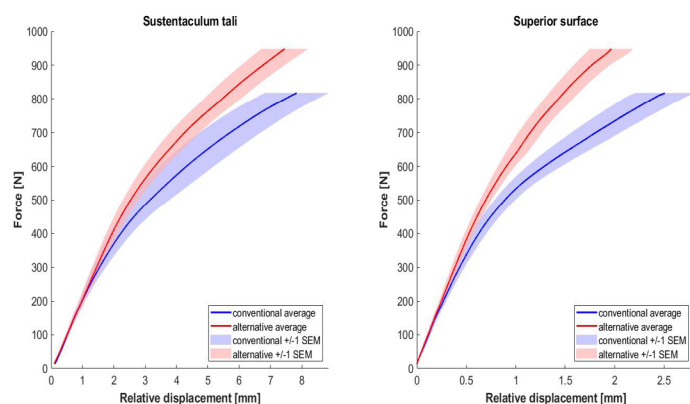 Sustentaculum tali
1000
900
800
700
600
500
400
300
200
100
0
Force [N]
0 1 2 3 4 5 6 7 8
Relative displacement [mm]
conventional average
alternative average
conventional +/-1 SEM
alternative +/-1 SEM
Superior surface
1000
900
800
700
600
500
400
300
200
100
0
Force [N]
0 0.5 1 1.5 2 2.5
Relative displacement [mm]
conventional average
alternative average
conventional +/-1 SEM
alternative +/-1 SEM